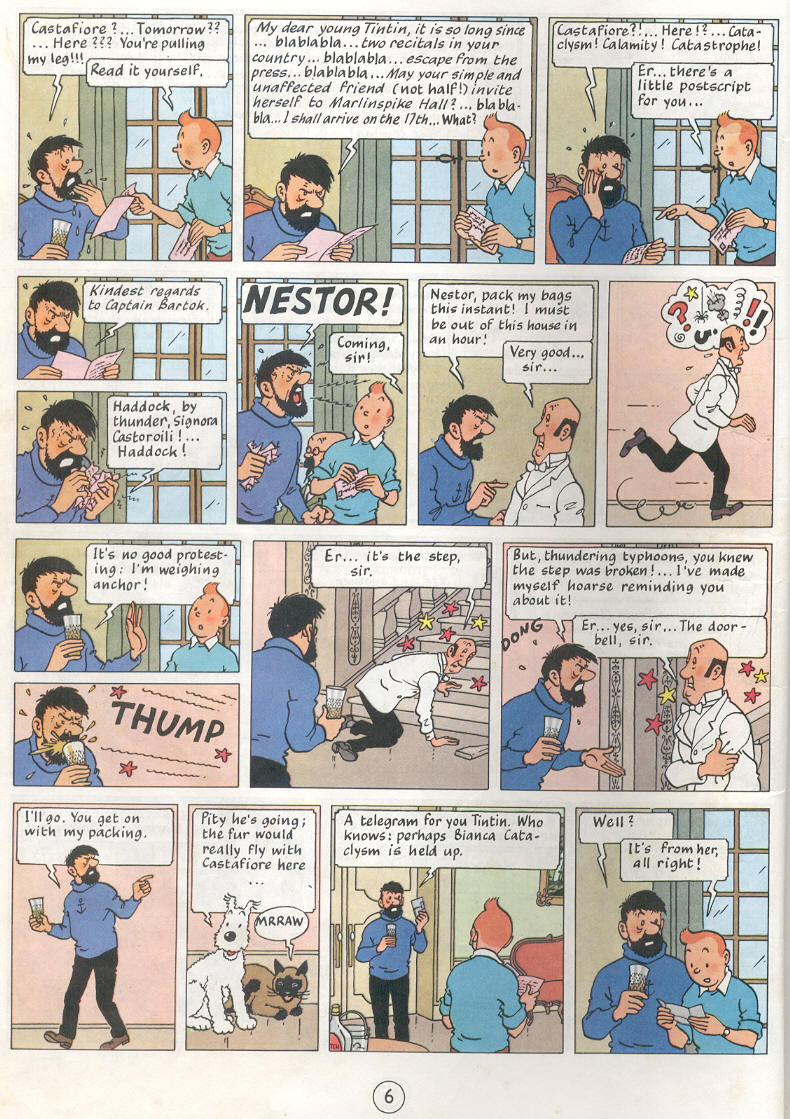 Castafiore?... Tomorrow??
... Here??? You're pulling
my leg!!!
Read it yourself.
My dear young Tintin, it is so long since
... blablabla... two recitals in your
country... blablabla... escape from the
press... blablabla... May your simple and
unaffected friend (not half!) invite
herself to Marlinspike Hall?... blabla-
bla... I shall arrive on the 17th... What?
Castafiore?!... Here!?... Cata-
clysm! Calamity! Catastrophe!
Er... there's a
little postscript
for you...
Kindest regards
to Captain Bartok.
Haddock, by
thunder, Signora
Castoroili!...
Haddock!
NESTOR!
Coming,
sir!
Nestor, pack my bags
this instant! I must
be out of this house in
an hour!
Very good...
sir...
?
!!
It's no good protest-
ing: I'm weighing
anchor!
THUMP
Er... it's the step,
sir.
But, thundering typhoons, you knew
the step was broken!... I've made
myself hoarse reminding you
about it!
DONG
Er... yes, sir... The door-
bell, sir.
I'll go. You get on
with my packing.
Pity he's going;
the fur would
really fly with
Castafiore here
...
MRRAW
A telegram for you Tintin. Who
knows: perhaps Bianca Cata-
clysm is held up.
TCH
Well?
It's from her,
all right!
6